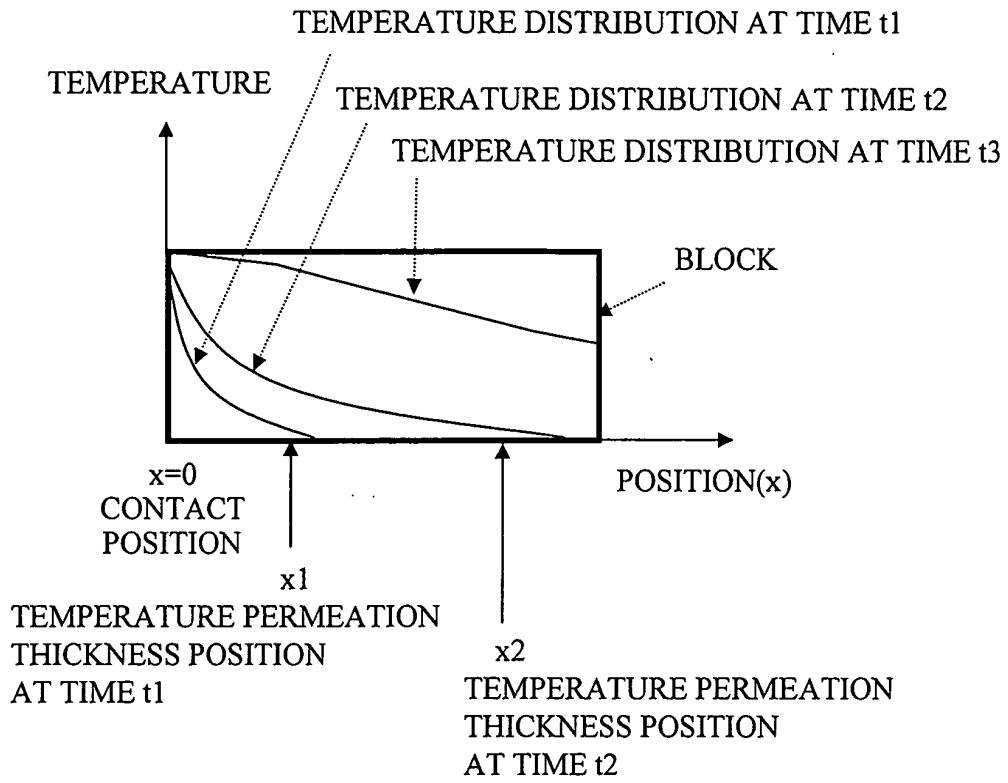 TEMPERATURE DISTRIBUTION AT TIME t1
TEMPERATURE
TEMPERATURE DISTRIBUTION AT TIME t2
TEMPERATURE DISTRIBUTION AT TIME t3
BLOCK
x=0
CONTACT
POSITION
POSITION(x)
x1
TEMPERATURE PERMEATION
THICKNESS POSITION
AT TIME t1
x2
TEMPERATURE PERMEATION
THICKNESS POSITION
AT TIME t2